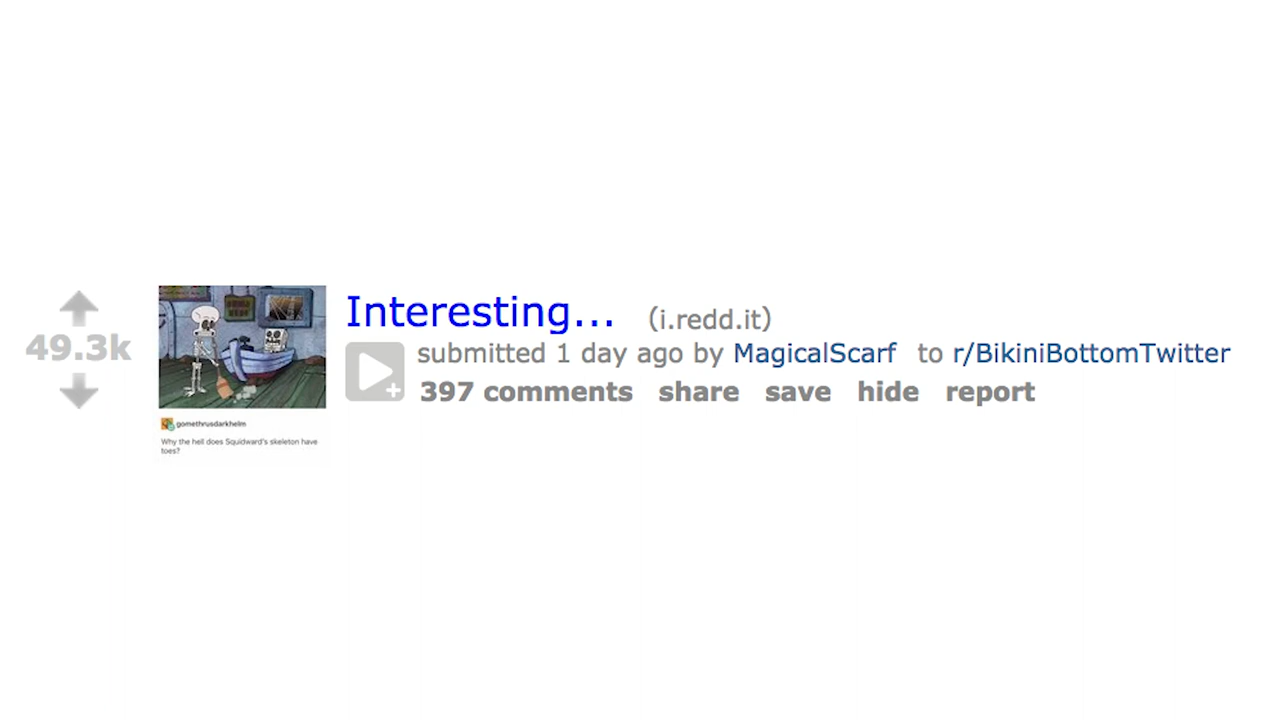 Interesting... (i.redd.it)
49.3k
submitted 1 day ago by MagicalScarf to r/BikiniBottomTwitter
397 comments share save hide report
gomethrusdarkhelm
Why the hell does Squidward's skeleton have
toes?